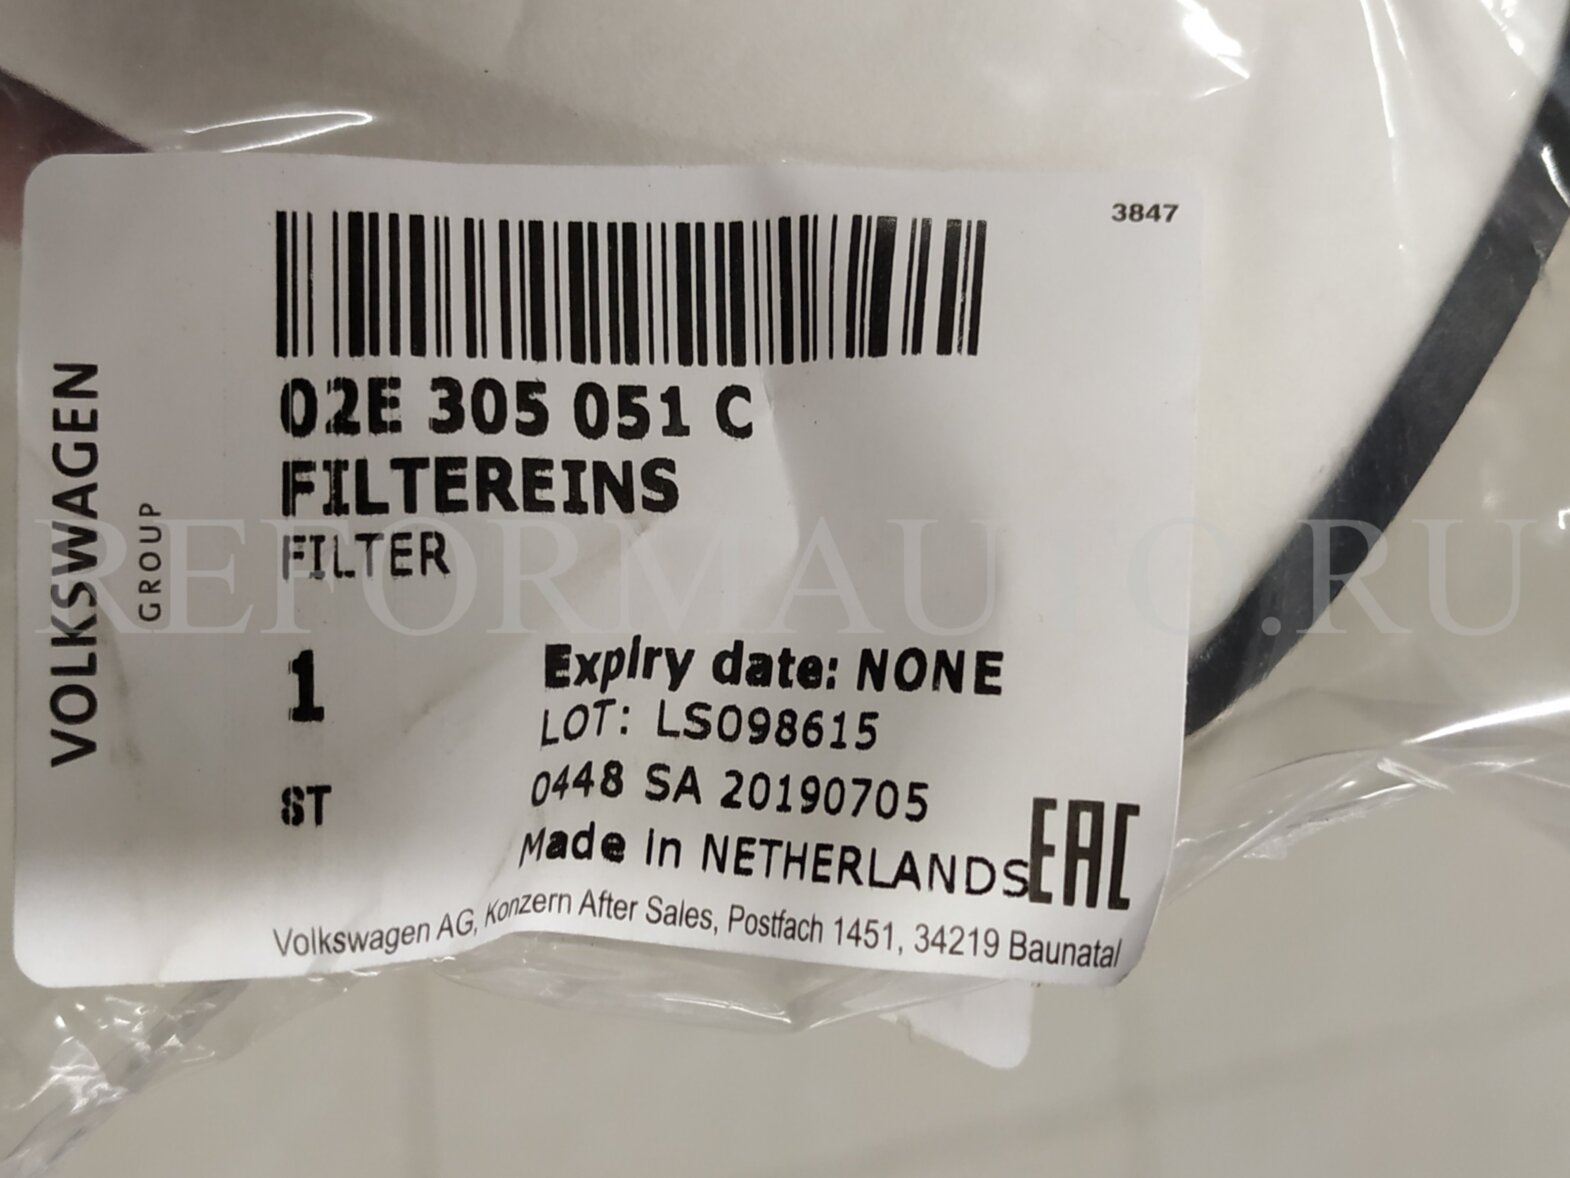 3847
02E 305 051 C
FILTEREINS
FILTER
VOLKSWAGEN
GROUP
REFORMAUTO.RU
1
Expiry date: NONE
LOT: LS098615
ST
0448 SA 20190705
Made in NETHERLANDS
EAC
Volkswagen AG, Konzern After Sales, Postfach 1451, 34219 Baunatal